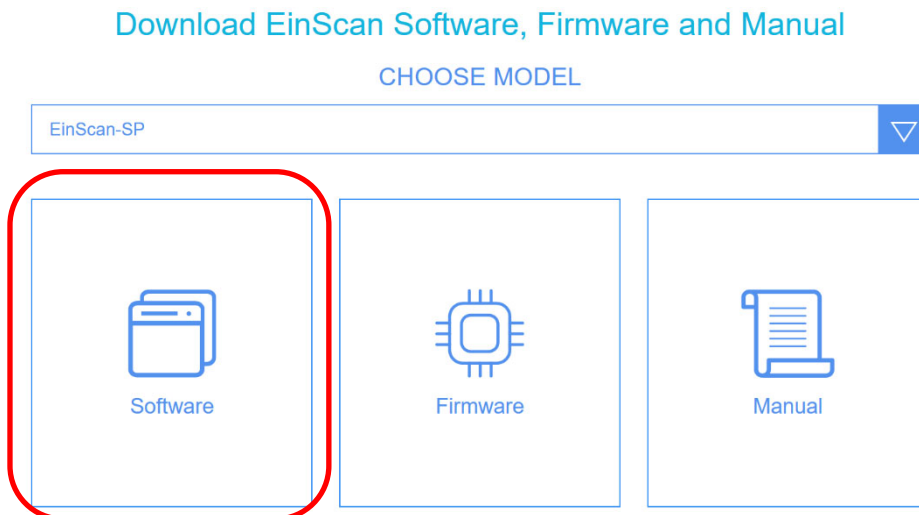 Download EinScan Software, Firmware and Manual
CHOOSE MODEL
EinScan-SP
Software
Firmware
Manual